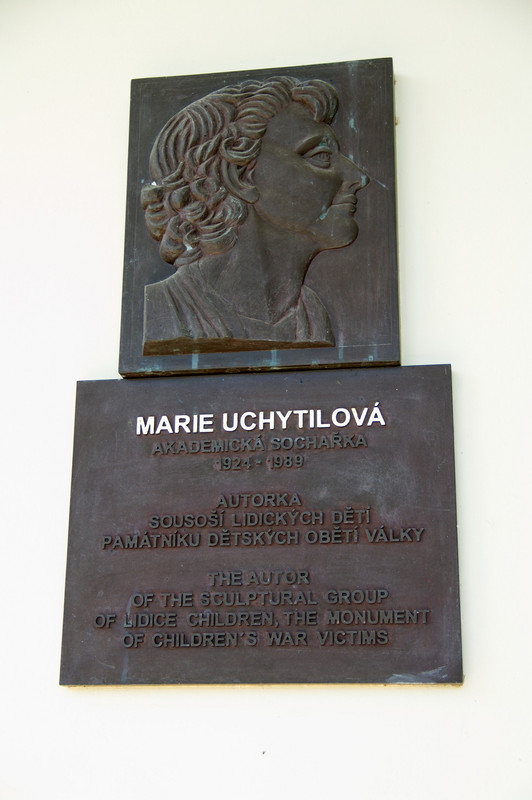 MARIE UCHYTILOVÁ
AKADEMICKÁ SOCHAŘKA
1924 - 1989
AUTORKA
SOUSOŠÍ LIDICKÝCH DĚTÍ
PAMÁTNÍKU DĚTSKÝCH OBĚTÍ VÁLKY
THE AUTOR
OF THE SCULPTURAL GROUP
OF LIDICE CHILDREN, THE MONUMENT
OF CHILDREN´S WAR VICTIMS